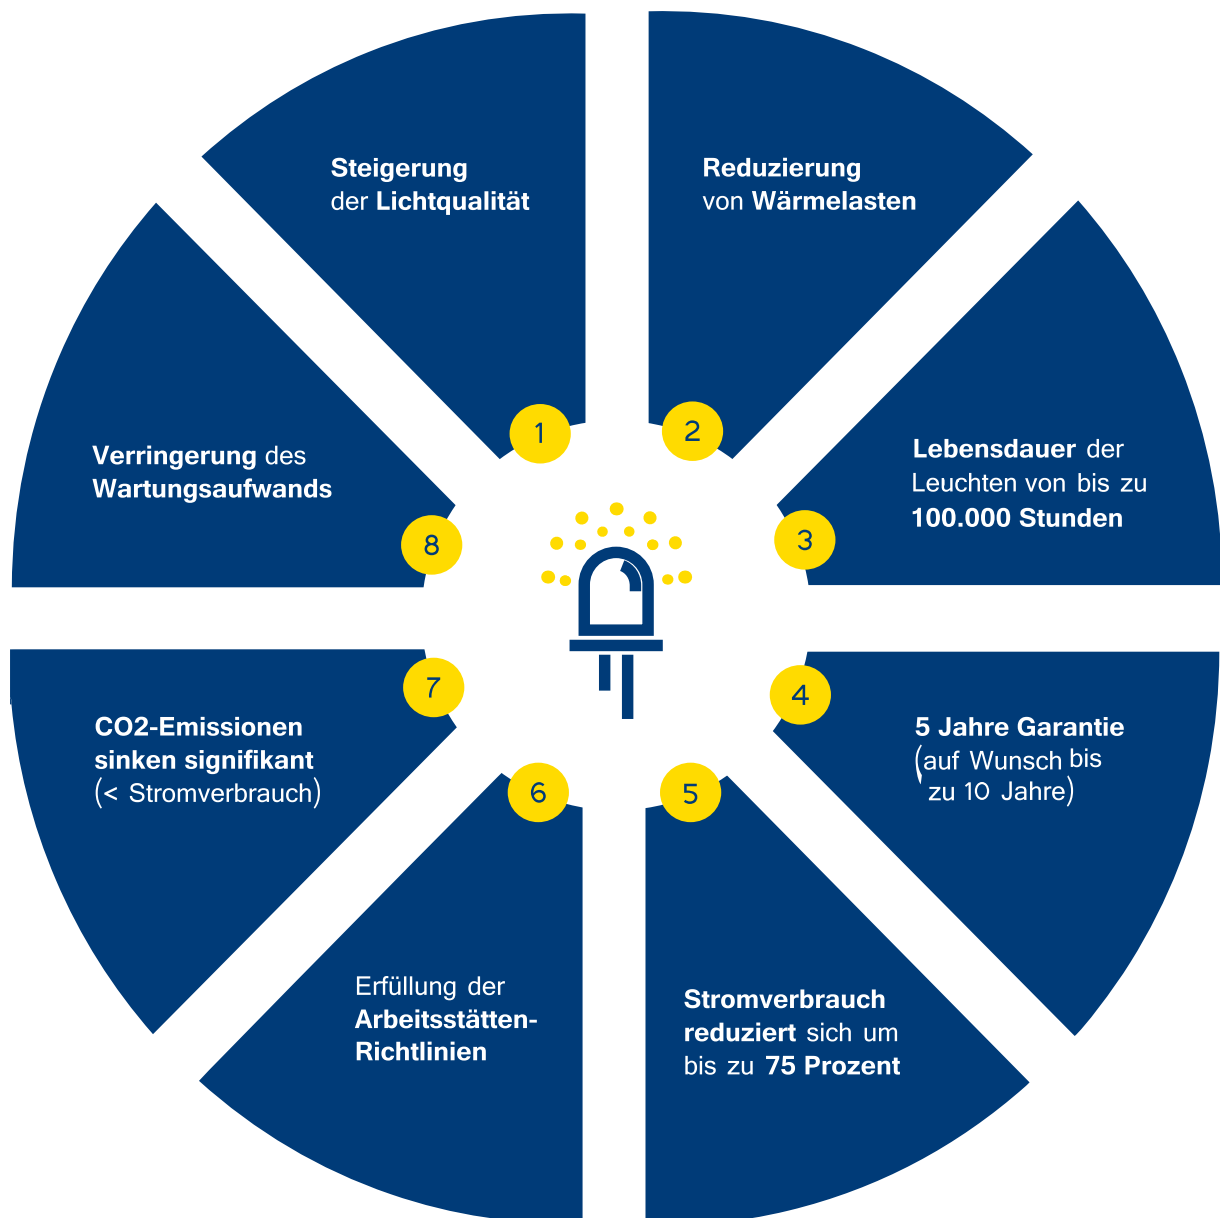 1
Steigerung
der Lichtqualität
2
Reduzierung
von Wärmelasten
3
Lebensdauer der
Leuchten von bis zu
100.000 Stunden
4
5 Jahre Garantie
(auf Wunsch bis
zu 10 Jahre)
5
Stromverbrauch
reduziert sich um
bis zu 75 Prozent
6
Erfüllung der
Arbeitsstätten-
Richtlinien
7
CO2-Emissionen
sinken signifikant
(< Stromverbrauch)
8
Verringerung des
Wartungsaufwands